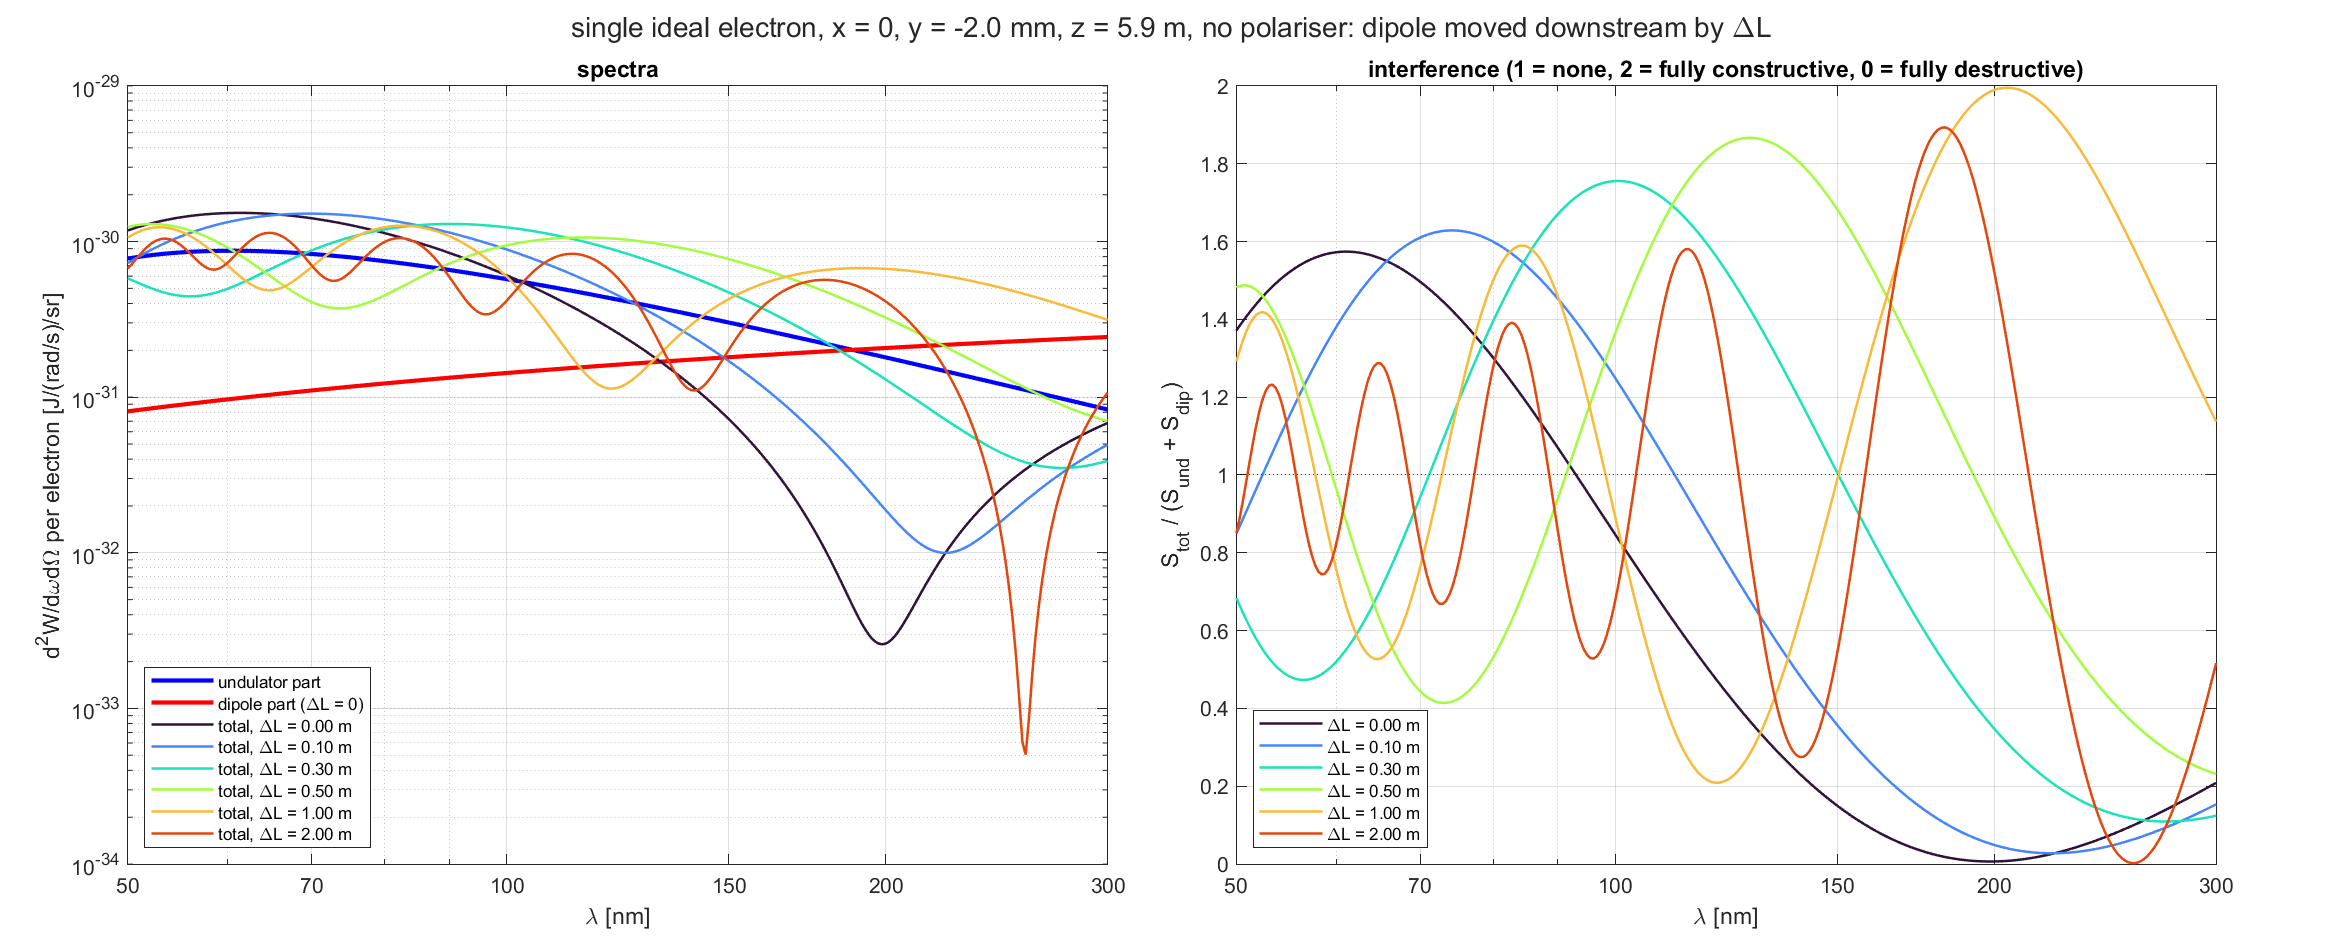 single ideal electron, x = 0, y = -2.0 mm, z = 5.9 m, no polariser: dipole moved downstream by ΔL
spectra
10^-29
10^-30
10^-31
10^-32
10^-33
10^-34
d²W/dωdΩ per electron [J/(rad/s)/sr]
undulator part
dipole part (ΔL = 0)
total, ΔL = 0.00 m
total, ΔL = 0.10 m
total, ΔL = 0.30 m
total, ΔL = 0.50 m
total, ΔL = 1.00 m
total, ΔL = 2.00 m
50 70 100 150 200 300
λ [nm]
interference (1 = none, 2 = fully constructive, 0 = fully destructive)
2
1.8
1.6
1.4
1.2
1
0.8
0.6
0.4
0.2
0
S_tot / (S_und + S_dip)
ΔL = 0.00 m
ΔL = 0.10 m
ΔL = 0.30 m
ΔL = 0.50 m
ΔL = 1.00 m
ΔL = 2.00 m
50 70 100 150 200 300
λ [nm]